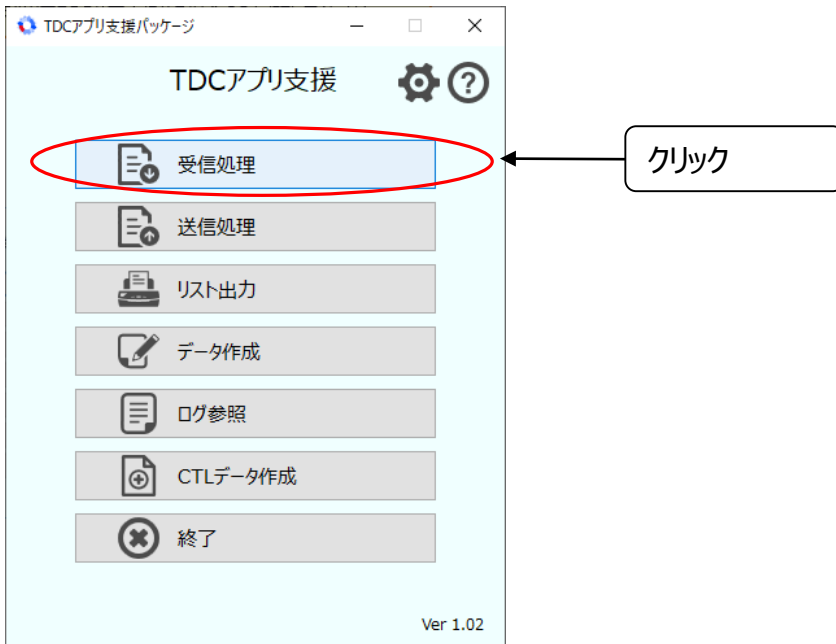 TDCアプリ支援パッケージ
TDCアプリ支援
受信処理
クリック
送信処理
リスト出力
データ作成
ログ参照
CTLデータ作成
終了
Ver 1.02